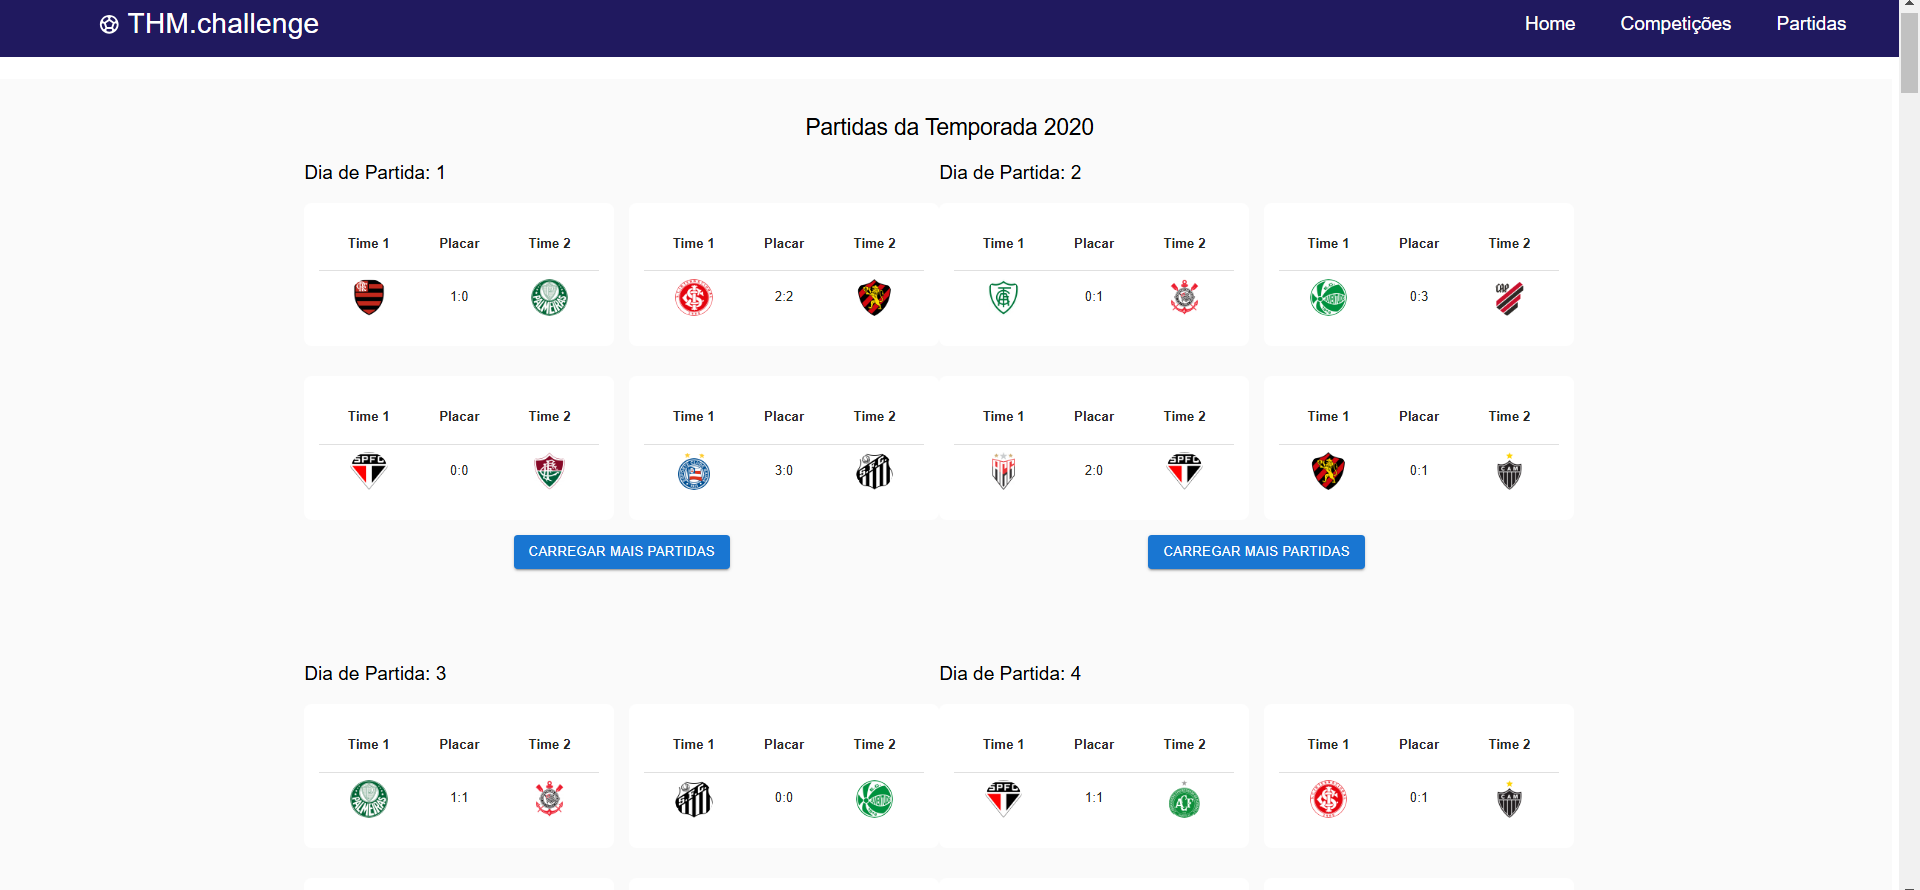 THM.challenge
Home Competições Partidas
Partidas da Temporada 2020
Dia de Partida: 1 Dia de Partida: 2
Time 1 Placar Time 2 Time 1 Placar Time 2 Time 1 Placar Time 2 Time 1 Placar Time 2
1:0 PALMEIRAS 2:2 0:1 CAP 0:3
Time 1 Placar Time 2 Time 1 Placar Time 2 Time 1 Placar Time 2 Time 1 Placar Time 2
SPFC 0:0 3:0 ACG 2:0 SPFC 0:1 CAM
CARREGAR MAIS PARTIDAS CARREGAR MAIS PARTIDAS
Dia de Partida: 3 Dia de Partida: 4
Time 1 Placar Time 2 Time 1 Placar Time 2 Time 1 Placar Time 2 Time 1 Placar Time 2
PALMEIRAS 1:1 0:0 SPFC 1:1 ACF 0:1 CAM